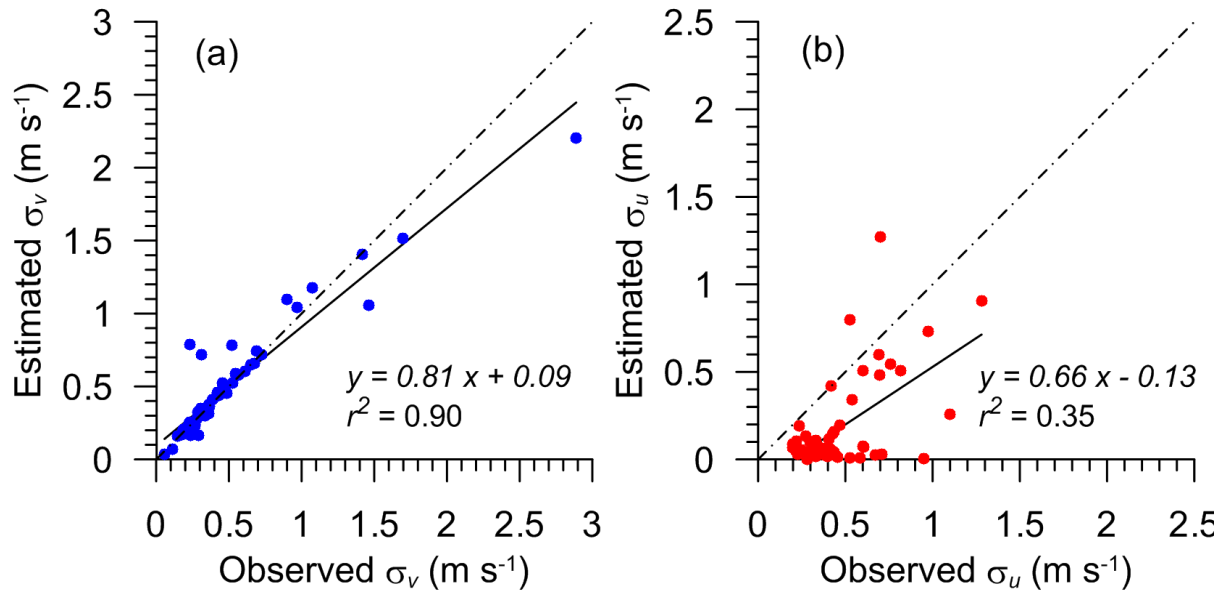 (a)
Estimated σv (m s-1)
3
2.5
2
1.5
1
0.5
0
y = 0.81 x + 0.09
r2 = 0.90
0 0.5 1 1.5 2 2.5 3
Observed σv (m s-1)
(b)
Estimated σu (m s-1)
2.5
2
1.5
1
0.5
0
y = 0.66 x - 0.13
r2 = 0.35
0 0.5 1 1.5 2 2.5
Observed σu (m s-1)